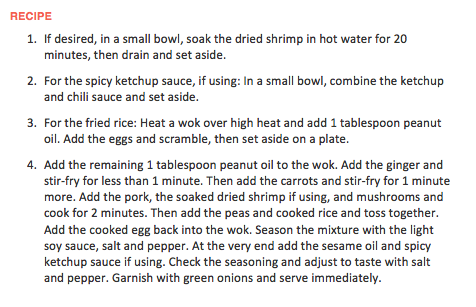 RECIPE
1. If desired, in a small bowl, soak the dried shrimp in hot water for 20
minutes, then drain and set aside.
2. For the spicy ketchup sauce, if using: In a small bowl, combine the ketchup
and chili sauce and set aside.
3. For the fried rice: Heat a wok over high heat and add 1 tablespoon peanut
oil. Add the eggs and scramble, then set aside on a plate.
4. Add the remaining 1 tablespoon peanut oil to the wok. Add the ginger and
stir-fry for less than 1 minute. Then add the carrots and stir-fry for 1 minute
more. Add the pork, the soaked dried shrimp if using, and mushrooms and
cook for 2 minutes. Then add the peas and cooked rice and toss together.
Add the cooked egg back into the wok. Season the mixture with the light
soy sauce, salt and pepper. At the very end add the sesame oil and spicy
ketchup sauce if using. Check the seasoning and adjust to taste with salt
and pepper. Garnish with green onions and serve immediately.